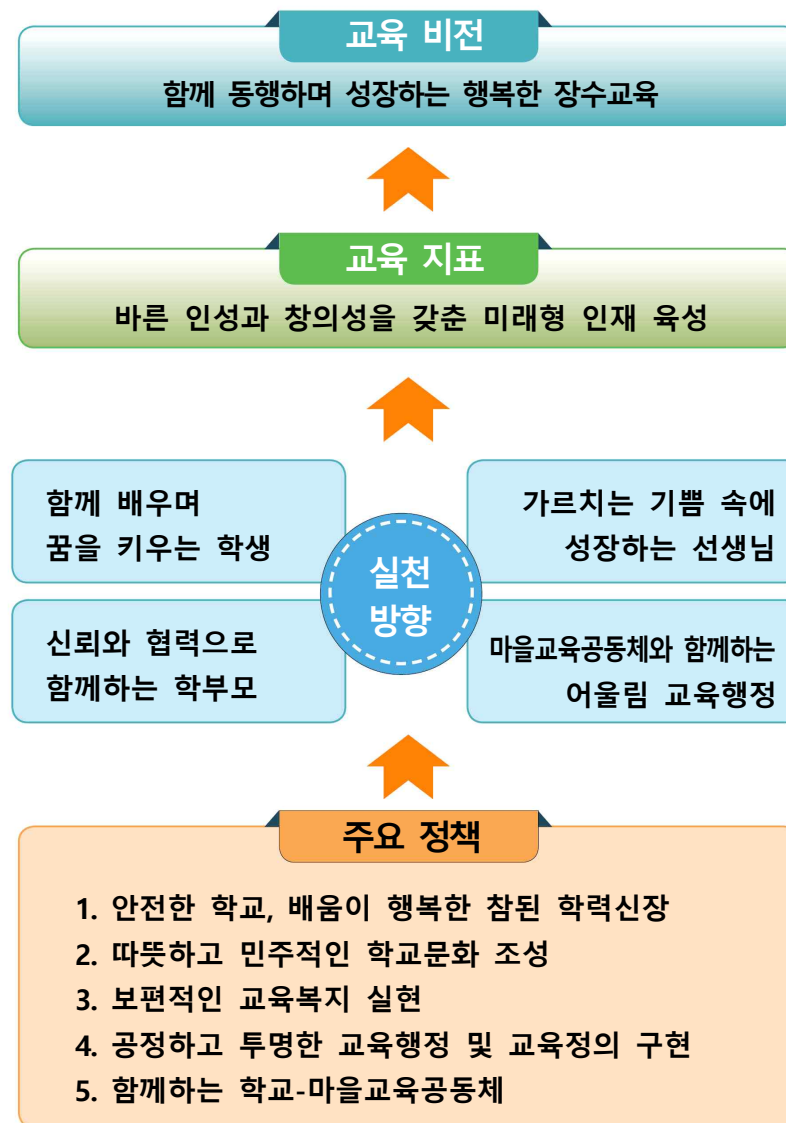 교육 비전
함께 동행하며 성장하는 행복한 장수교육
교육 지표
바른 인성과 창의성을 갖춘 미래형 인재 육성
함께 배우며
꿈을 키우는 학생
가르치는 기쁨 속에
성장하는 선생님
실천
방향
신뢰와 협력으로
함께하는 학부모
마을교육공동체와 함께하는
어울림 교육행정
주요 정책
1. 안전한 학교, 배움이 행복한 참된 학력신장
2. 따뜻하고 민주적인 학교문화 조성
3. 보편적인 교육복지 실현
4. 공정하고 투명한 교육행정 및 교육정의 구현
5. 함께하는 학교-마을교육공동체